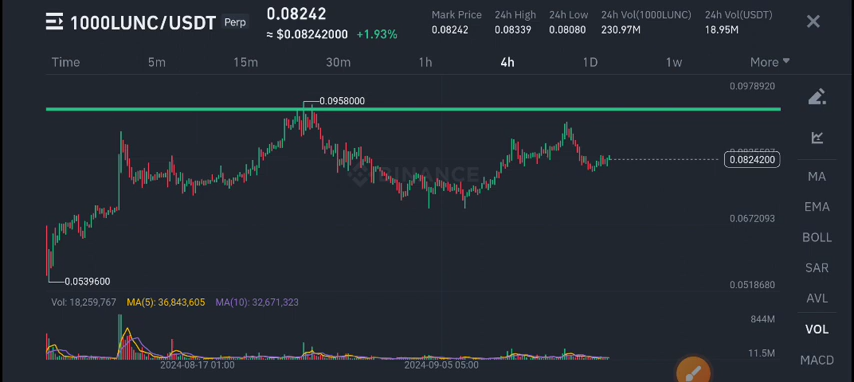 1000LUNC/USDT Perp
0.08242
≈ $0.08242000 +1.93%
Mark Price 24h High 24h Low 24h Vol(1000LUNC) 24h Vol(USDT)
0.08242 0.08339 0.08080 230.97M 18.95M
Time 5m 15m 30m 1h 4h 1D 1w More
0.0978920
0.0958000
0.0824200
BINANCE
MA
EMA
0.0672093
BOLL
SAR
0.0539600
0.0518680
AVL
Vol: 18,259,767 MA(5): 36,843,605 MA(10): 32,671,323
844M
VOL
11.5M
2024-08-17 01:00 2024-09-05 05:00
MACD